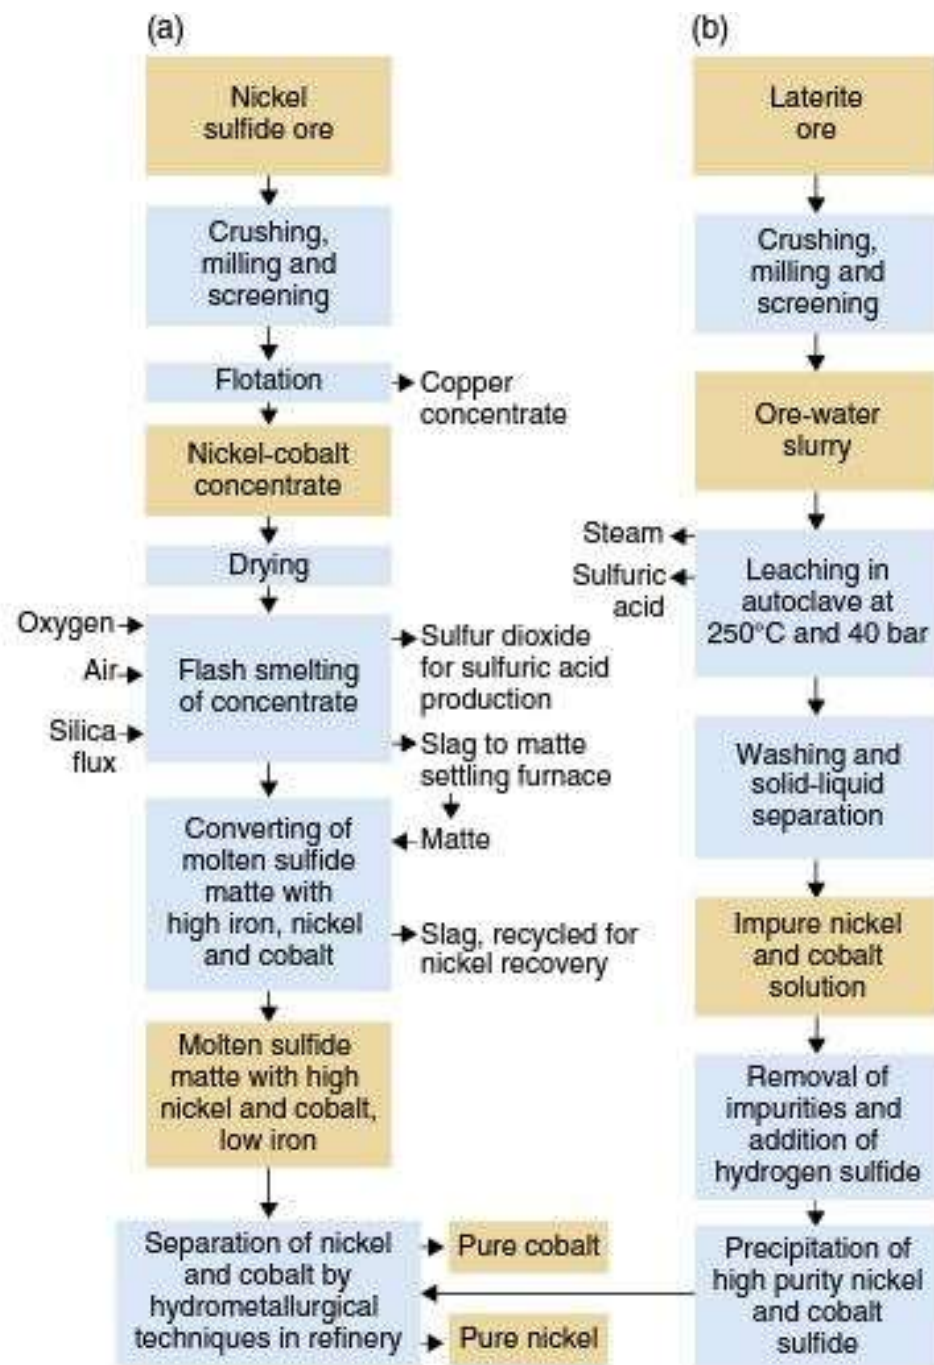 (a)
Nickel
sulfide ore
Crushing,
milling and
screening
Flotation
Copper
concentrate
Nickel-cobalt
concentrate
Drying
Oxygen
Air
Silica
flux
Flash smelting
of concentrate
Sulfur dioxide
for sulfuric acid
production
Slag to matte
settling furnace
Matte
Converting of
molten sulfide
matte with
high iron, nickel
and cobalt
Slag, recycled for
nickel recovery
Molten sulfide
matte with high
nickel and cobalt,
low iron
Separation of nickel
and cobalt by
hydrometallurgical
techniques in refinery
Pure cobalt
Pure nickel
(b)
Laterite
ore
Crushing,
milling and
screening
Ore-water
slurry
Steam
Sulfuric
acid
Leaching in
autoclave at
250°C and 40 bar
Washing and
solid-liquid
separation
Impure nickel
and cobalt
solution
Removal of
impurities and
addition of
hydrogen sulfide
Precipitation of
high purity nickel
and cobalt
sulfide